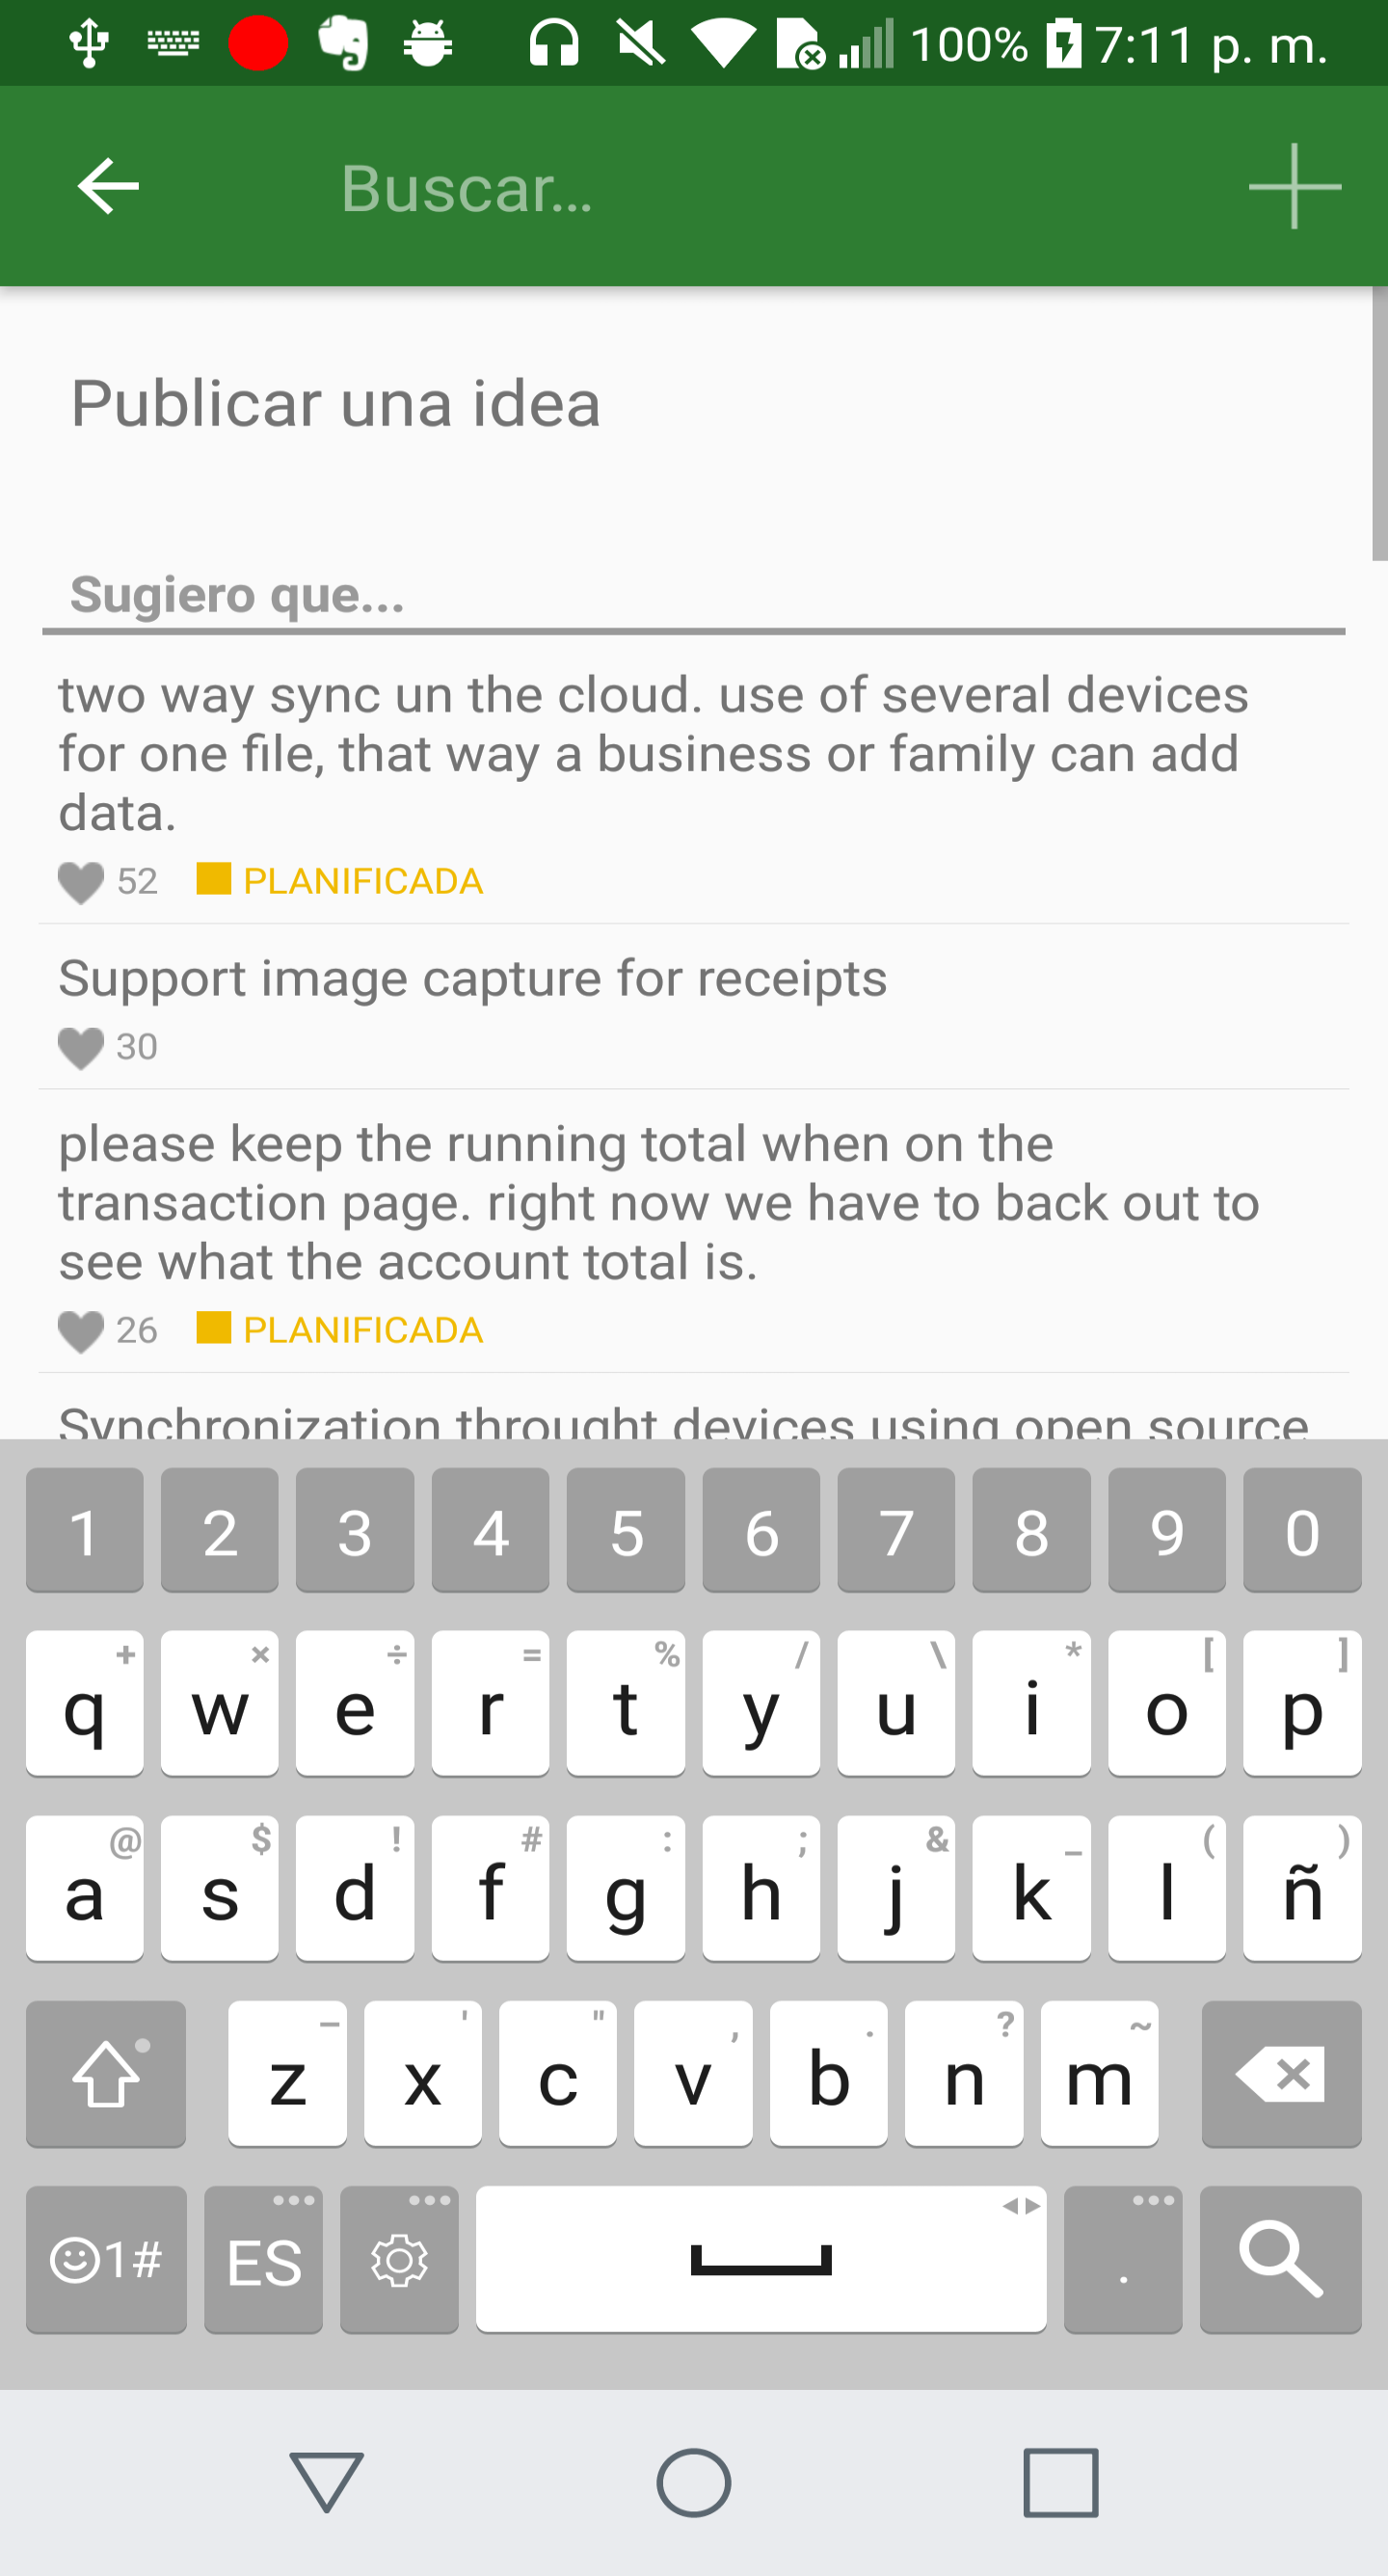 100% 7:11 p. m.
Buscar...
Publicar una idea
Sugiero que...
two way sync un the cloud. use of several devices
for one file, that way a business or family can add
data.
52 PLANIFICADA
Support image capture for receipts
30
please keep the running total when on the
transaction page. right now we have to back out to
see what the account total is.
26 PLANIFICADA
Synchronization throught devices using open source
1 2 3 4 5 6 7 8 9 0
+ × ÷ = % / \ * [ ]
q w e r t y u i o p
@ $ ! # : ; & _ ( )
a s d f g h j k l ñ
– ' " , . ? ~
z x c v b n m
1# ES .